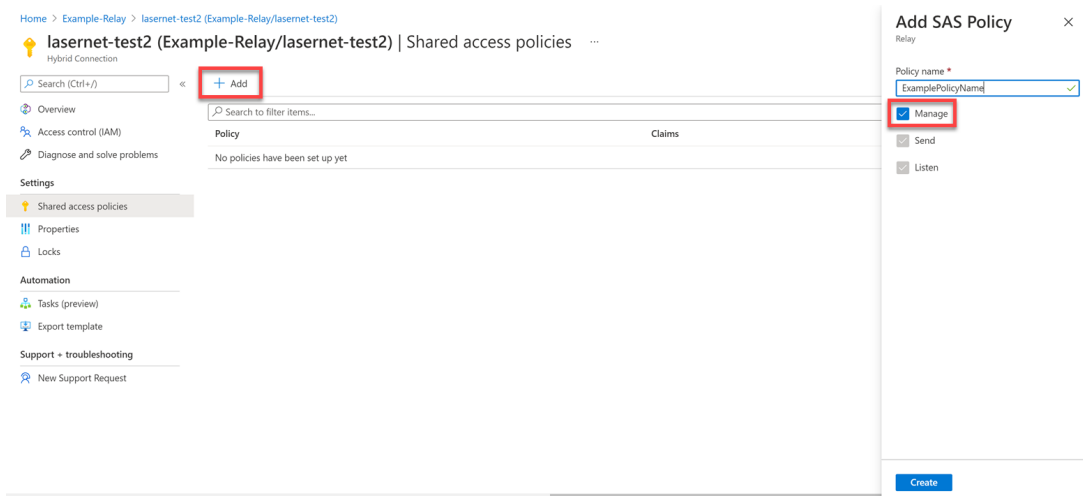 Home > Example-Relay > lasernet-test2 (Example-Relay/lasernet-test2)
lasernet-test2 (Example-Relay/lasernet-test2) | Shared access policies ...
Hybrid Connection
Search (Ctrl+/)
«
Overview
Access control (IAM)
Diagnose and solve problems
Settings
Shared access policies
Properties
Locks
Automation
Tasks (preview)
Export template
Support + troubleshooting
New Support Request
+ Add
Search to filter items...
Policy Claims
No policies have been set up yet
Add SAS Policy
Relay
Policy name *
ExamplePolicyName
Manage
Send
Listen
Create